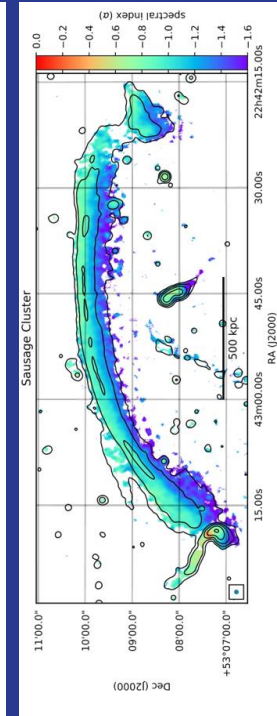 Sausage Cluster
Dec (J2000)
11'00.0"
10'00.0"
09'00.0"
08'00.0"
+53°07'00.0"
500 kpc
15.00s
43m00.00s
45.00s
30.00s
22h42m15.00s
RA (J2000)
0.0
−0.2
−0.4
−0.6
−0.8
−1.0
−1.2
−1.4
−1.6
spectral index (α)